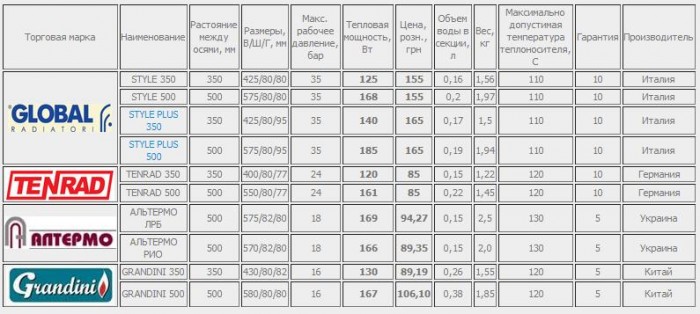 Торговая марка | Наименование | Растояние между осями, мм | Размеры, В/Ш/Г, мм | Макс. рабочее давление, бар | Тепловая мощность, Вт | Цена, розн., грн | Объем воды в секции, л | Вес, кг | Максимально допустимая температура теплоносителя, С | Гарантия | Производитель
GLOBAL RADIATORI | STYLE 350 | 350 | 425/80/80 | 35 | 125 | 155 | 0,16 | 1,56 | 110 | 10 | Италия
STYLE 500 | 500 | 575/80/80 | 35 | 168 | 155 | 0,2 | 1,97 | 110 | 10 | Италия
STYLE PLUS 350 | 350 | 425/80/95 | 35 | 140 | 165 | 0,17 | 1,5 | 110 | 10 | Италия
STYLE PLUS 500 | 500 | 575/80/95 | 35 | 185 | 165 | 0,19 | 1,94 | 110 | 10 | Италия
TENRAD | TENRAD 350 | 350 | 400/80/77 | 24 | 120 | 85 | 0,15 | 1,22 | 120 | 10 | Германия
TENRAD 500 | 500 | 550/80/77 | 24 | 161 | 85 | 0,22 | 1,45 | 120 | 10 | Германия
АЛТЕРМО | АЛЬТЕРМО ЛРБ | 500 | 575/82/80 | 18 | 169 | 94,27 | 0,15 | 2,5 | 130 | 5 | Украина
АЛЬТЕРМО РИО | 500 | 570/82/80 | 18 | 166 | 89,35 | 0,15 | 2,0 | 130 | 5 | Украина
Grandini | GRANDINI 350 | 350 | 430/80/82 | 16 | 130 | 89,19 | 0,26 | 1,55 | 120 | 5 | Китай
GRANDINI 500 | 500 | 580/80/80 | 16 | 167 | 106,10 | 0,38 | 1,85 | 120 | 5 | Китай